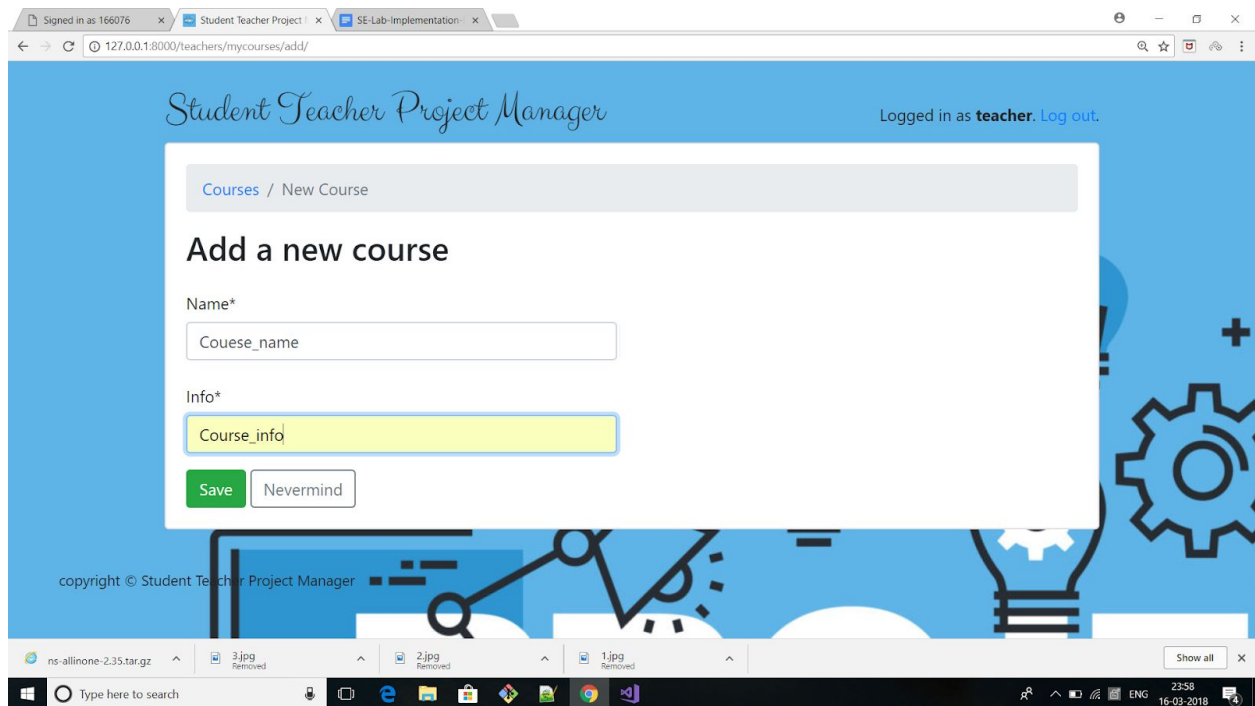 Signed in as 166076
Student Teacher Project
SE-Lab-Implementation-
127.0.0.1:8000/teachers/mycourses/add/
Student Teacher Project Manager
Logged in as teacher. Log out.
Courses / New Course
Add a new course
Name*
Couese_name
Info*
Course_info
Save
Nevermind
copyright © Student Teacher Project Manager
ns-allinone-2.35.tar.gz
3.jpg
Removed
2.jpg
Removed
1.jpg
Removed
Show all
Type here to search
ENG
23:58
16-03-2018
4